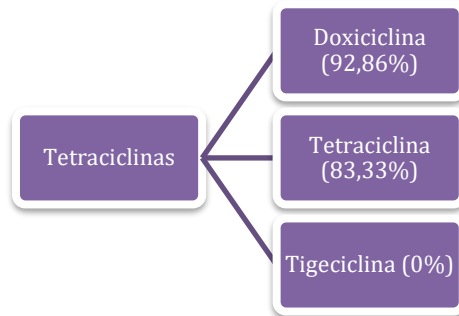 Doxiciclina
(92,86%)
Tetraciclinas
Tetraciclina
(83,33%)
Tigeciclina (0%)